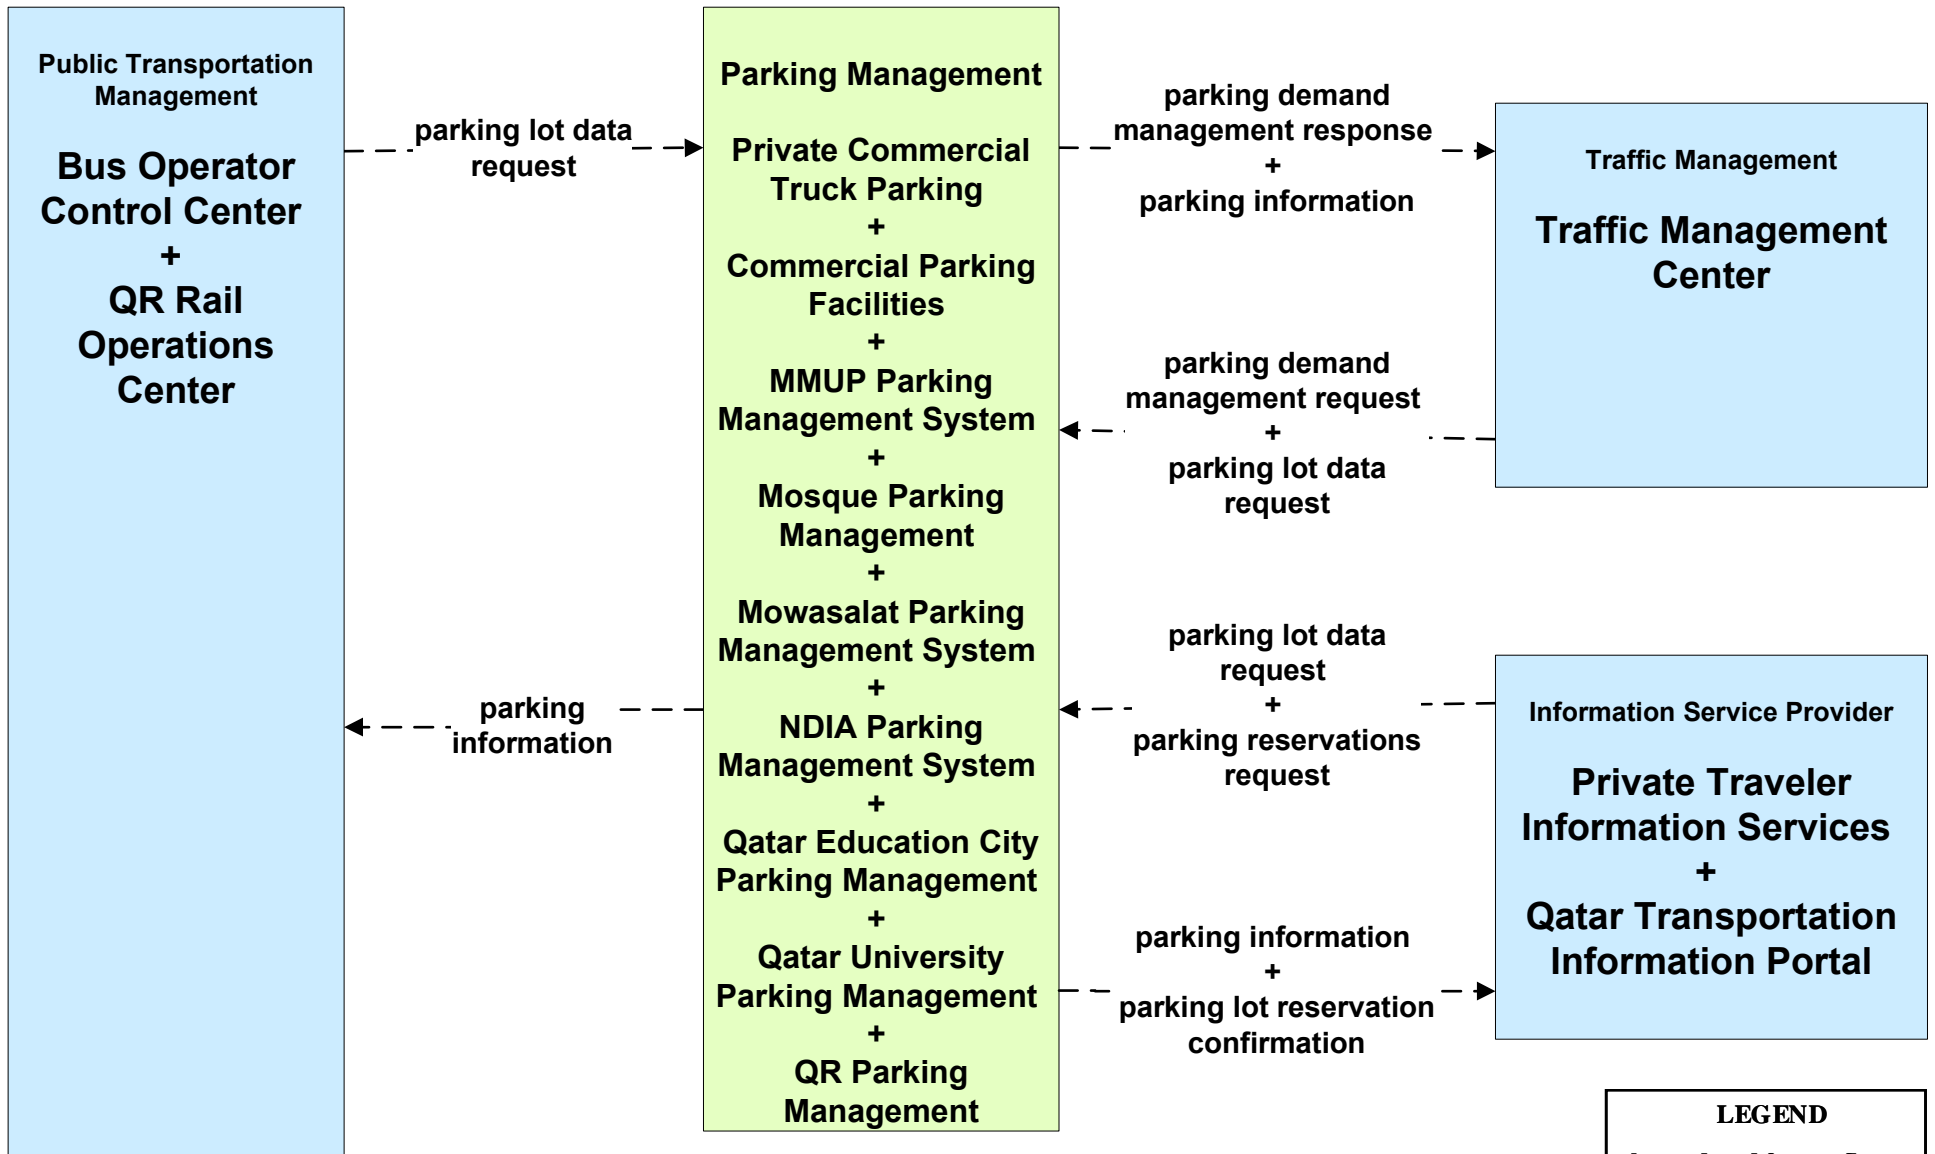 Public Transportation
Management
Bus Operator
Control Center
+
QR Rail
Operations
Center
parking lot data
request
parking
information
Parking Management
Private Commercial
Truck Parking
+
Commercial Parking
Facilities
+
MMUP Parking
Management System
+
Mosque Parking
Management
+
Mowasalat Parking
Management System
+
NDIA Parking
Management System
+
Qatar Education City
Parking Management
+
Qatar University
Parking Management
+
QR Parking
Management
parking demand
management response
+
parking information
parking demand
management request
+
parking lot data
request
parking lot data
request
+
parking reservations
request
parking information
+
parking lot reservation
confirmation
Traffic Management
Traffic Management
Center
Information Service Provider
Private Traveler
Information Services
+
Qatar Transportation
Information Portal
LEGEND